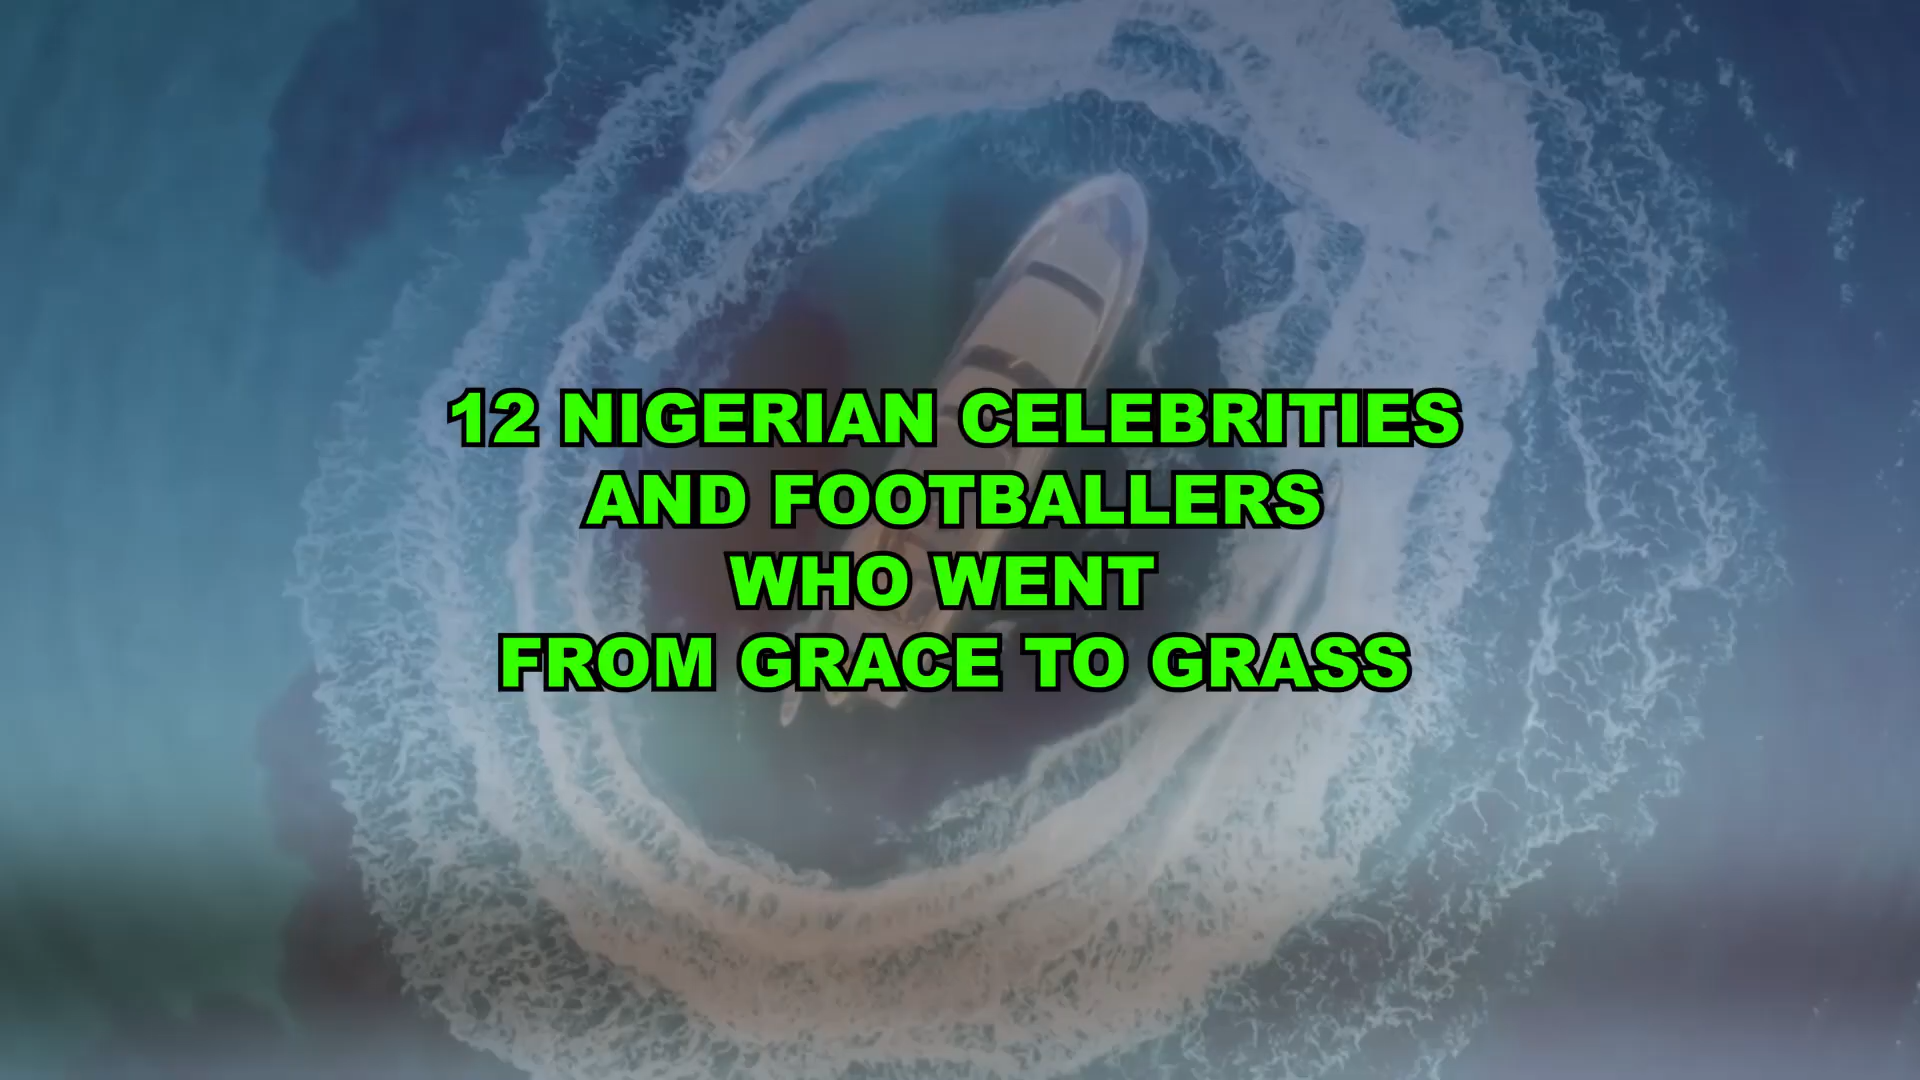 12 NIGERIAN CELEBRITIES
AND FOOTBALLERS
WHO WENT
FROM GRACE TO GRASS